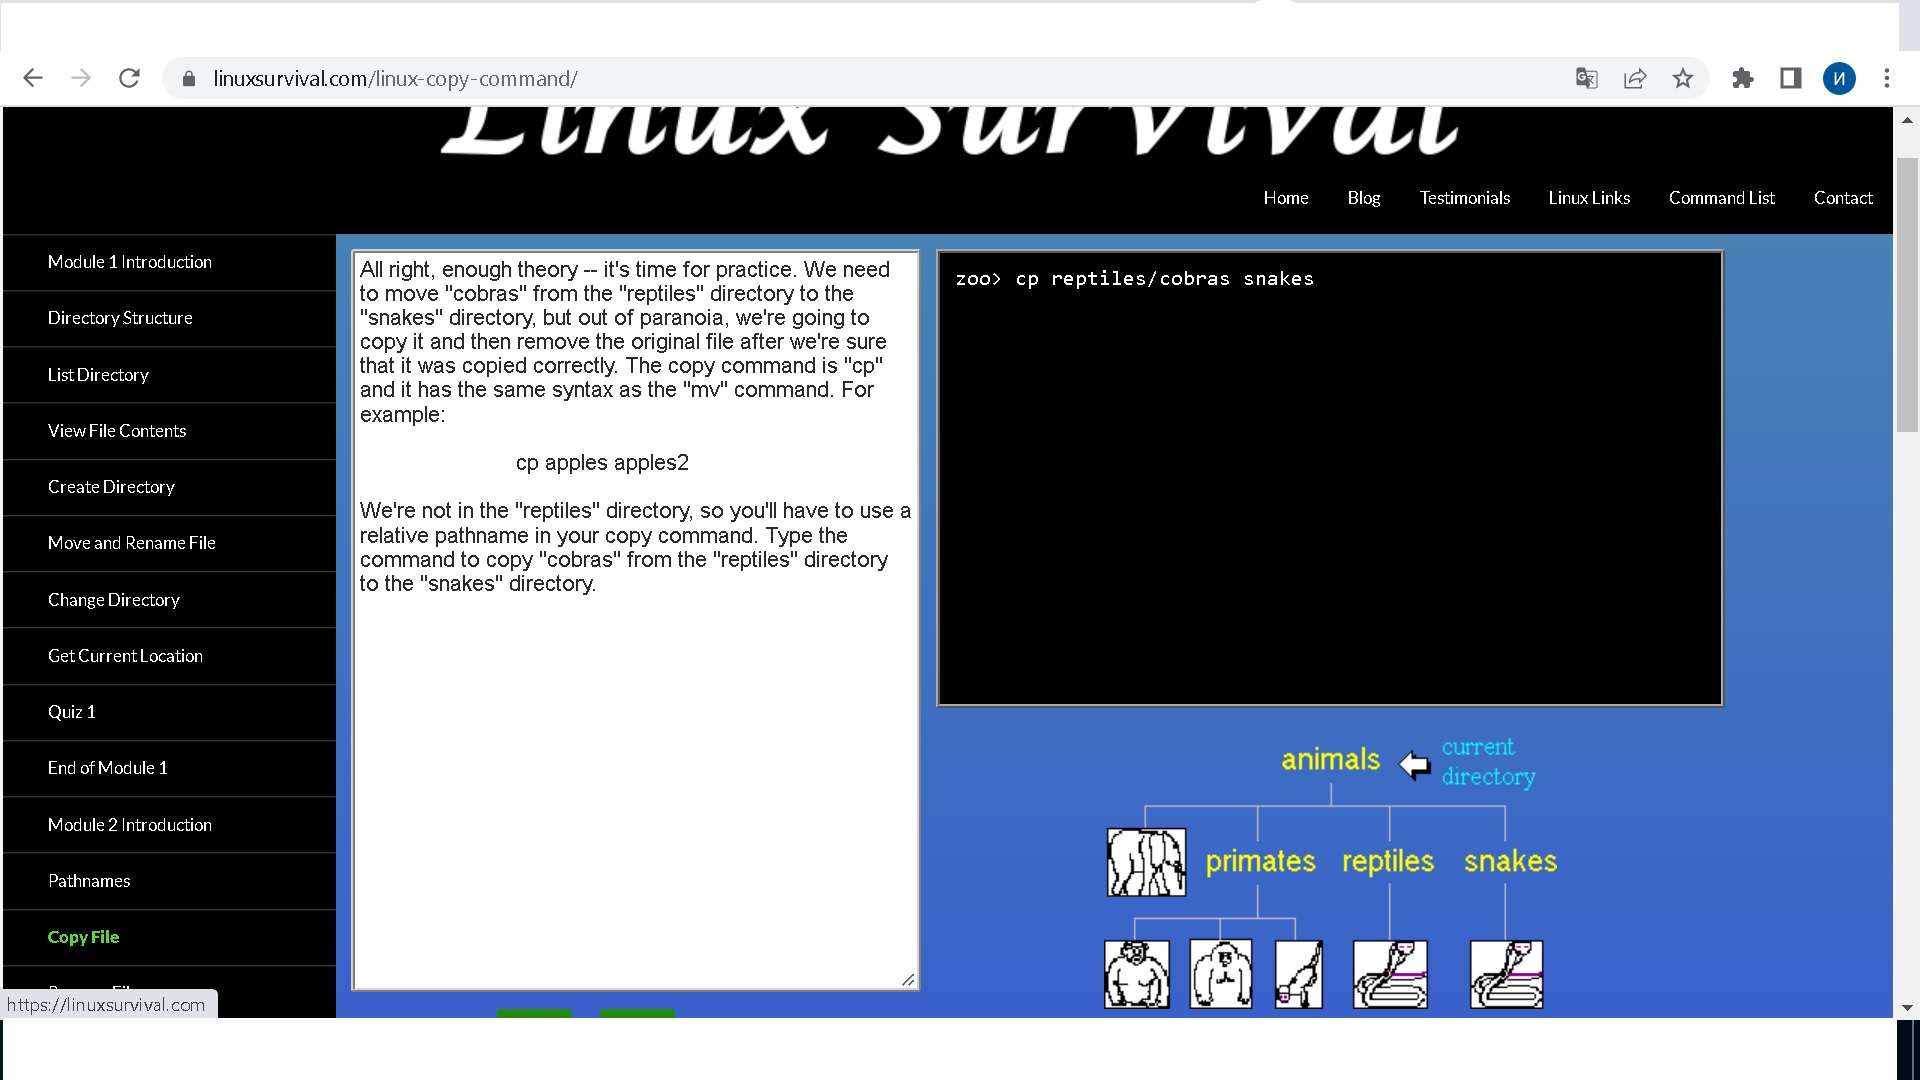 linuxsurvival.com/linux-copy-command/
И
Linux Survival
Home Blog Testimonials Linux Links Command List Contact
Module 1 Introduction
Directory Structure
List Directory
View File Contents
Create Directory
Move and Rename File
Change Directory
Get Current Location
Quiz 1
End of Module 1
Module 2 Introduction
Pathnames
Copy File
https://linuxsurvival.com
All right, enough theory -- it's time for practice. We need
to move "cobras" from the "reptiles" directory to the
"snakes" directory, but out of paranoia, we're going to
copy it and then remove the original file after we're sure
that it was copied correctly. The copy command is "cp"
and it has the same syntax as the "mv" command. For
example:
cp apples apples2
We're not in the "reptiles" directory, so you'll have to use a
relative pathname in your copy command. Type the
command to copy "cobras" from the "reptiles" directory
to the "snakes" directory.
zoo> cp reptiles/cobras snakes
animals
current
directory
primates reptiles snakes